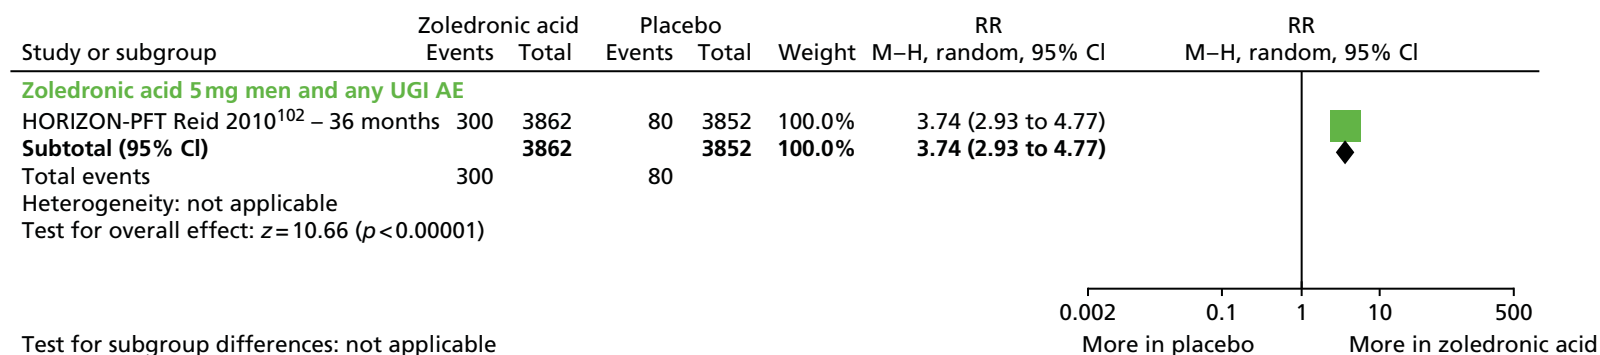 Zoledronic acid Placebo RR RR
Study or subgroup Events Total Events Total Weight M–H, random, 95% CI M–H, random, 95% CI
Zoledronic acid 5 mg men and any UGI AE
HORIZON-PFT Reid 2010102 – 36 months 300 3862 80 3852 100.0% 3.74 (2.93 to 4.77)
Subtotal (95% CI) 3862 3852 100.0% 3.74 (2.93 to 4.77)
Total events 300 80
Heterogeneity: not applicable
Test for overall effect: z = 10.66 (p < 0.00001)
0.002 0.1 1 10 500
Test for subgroup differences: not applicable More in placebo More in zoledronic acid